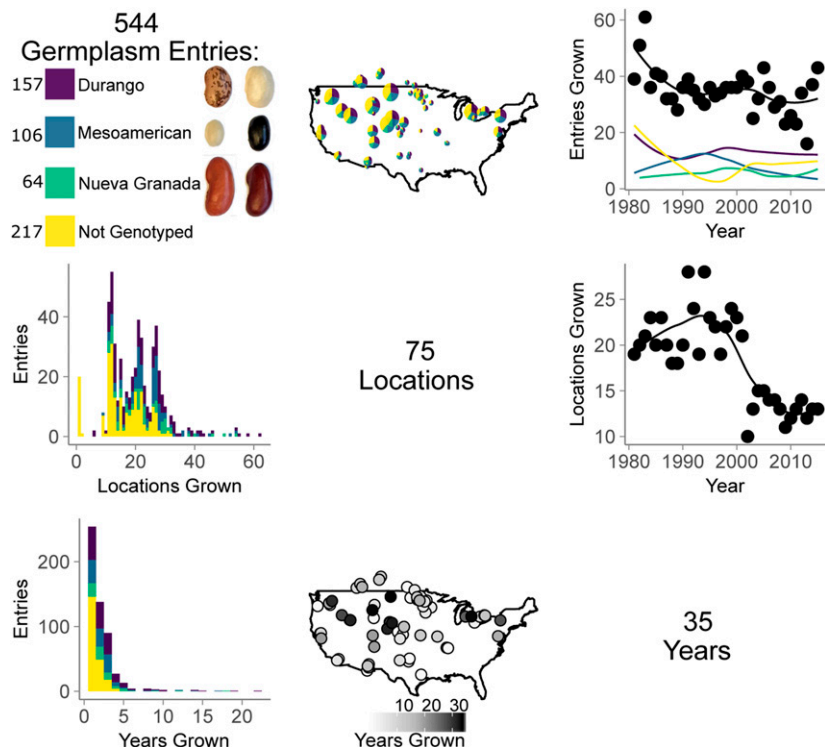 544
Germplasm Entries:
157 Durango
106 Mesoamerican
64 Nueva Granada
217 Not Genotyped
Entries Grown
60
40
20
0
1980 1990 2000 2010
Year
Entries
40
20
0
0 20 40 60
Locations Grown
75
Locations
Locations Grown
25
20
15
10
1980 1990 2000 2010
Year
Entries
200
100
0
0 5 10 15 20
Years Grown
10 20 30
Years Grown
35
Years